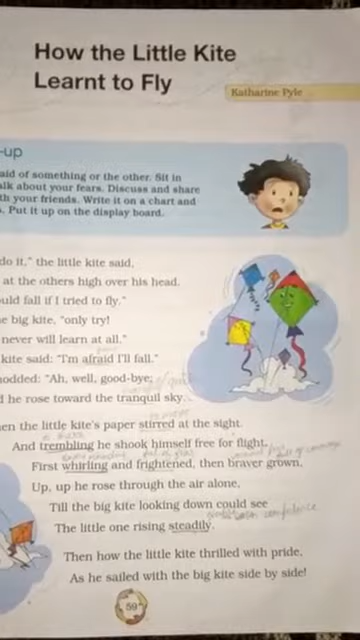 How the Little Kite
Learnt to Fly
Katharine Pyle
-up
aid of something or the other. Sit in
alk about your fears. Discuss and share
th your friends. Write it on a chart and
. Put it up on the display board.
do it," the little kite said,
at the others high over his head.
uld fall if I tried to fly."
e big kite, "only try!
never will learn at all."
kite said: "I'm afraid I'll fall."
nodded: "Ah, well, good-bye;
d he rose toward the tranquil sky.
en the little kite's paper stirred at the sight.
And trembling he shook himself free for flight.
First whirling and frightened, then braver grown,
Up, up he rose through the air alone,
Till the big kite looking down could see
The little one rising steadily.
Then how the little kite thrilled with pride,
As he sailed with the big kite side by side!
59